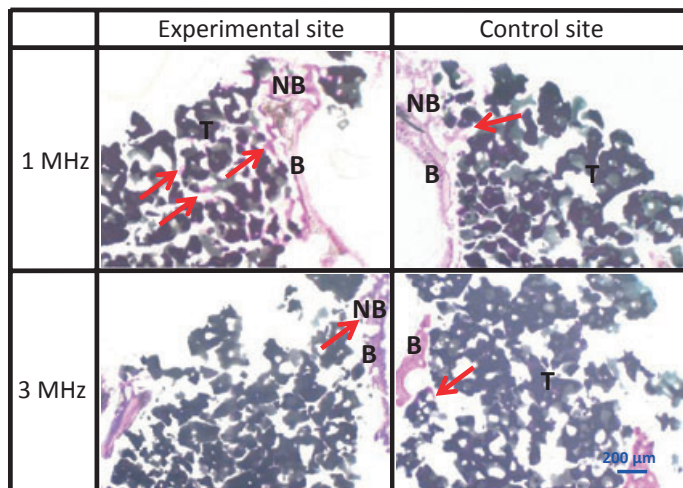 Experimental site
Control site
1 MHz
NB
T
B
NB
B
T
3 MHz
NB
B
B
T
200 µm